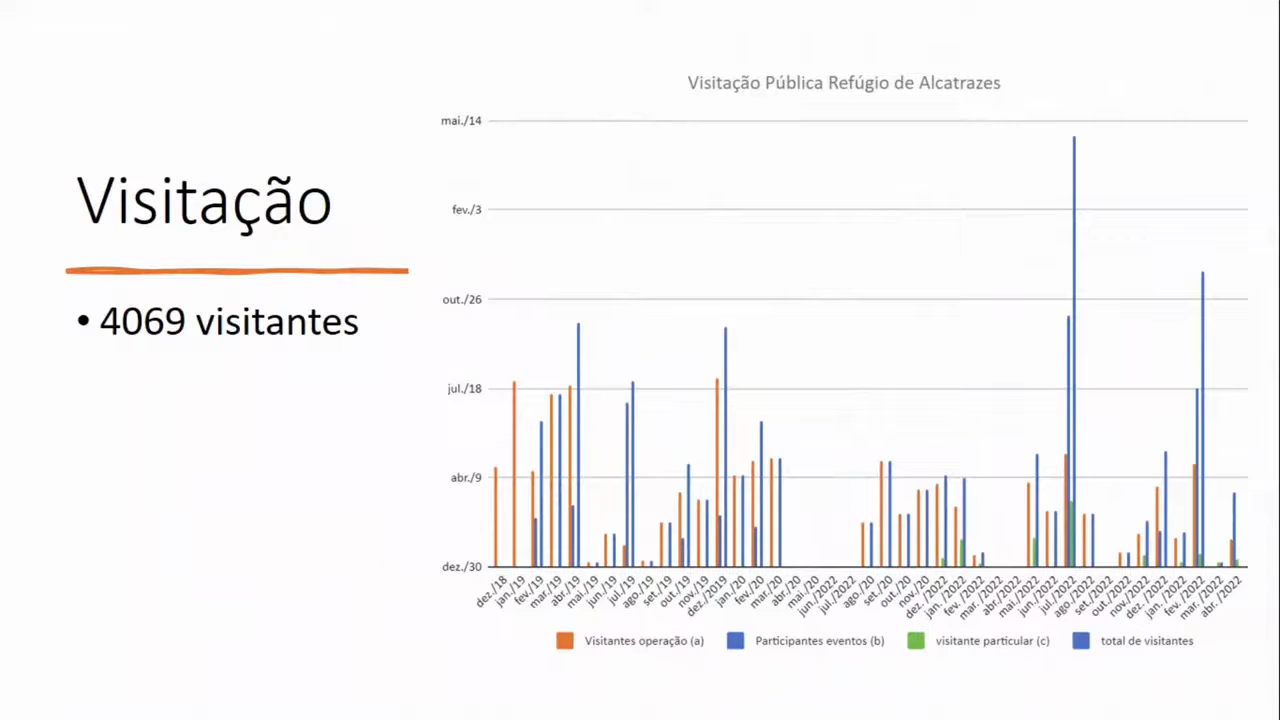 Visitação
• 4069 visitantes
Visitação Pública Refúgio de Alcatrazes
mai./14
fev./3
out./26
jul./18
abr./9
dez./30
dez./18
jan./19
fev./19
mar./19
abr./19
mai./19
jun./19
jul./19
ago./19
set./19
out./19
nov./19
dez./2019
jan./20
fev./20
mar./20
abr./20
mai./20
jun./2022
jul./2022
ago./20
set./20
out./20
nov./20
dez./2022
jan./2022
fev./2022
mar./2022
abr./2022
mai./2022
jun./2022
jul./2022
ago./2022
set./2022
out./2022
nov./2022
dez./2022
jan./2022
fev./2022
mar./2022
abr./2022
Visitantes operação (a)
Participantes eventos (b)
visitante particular (c)
total de visitantes